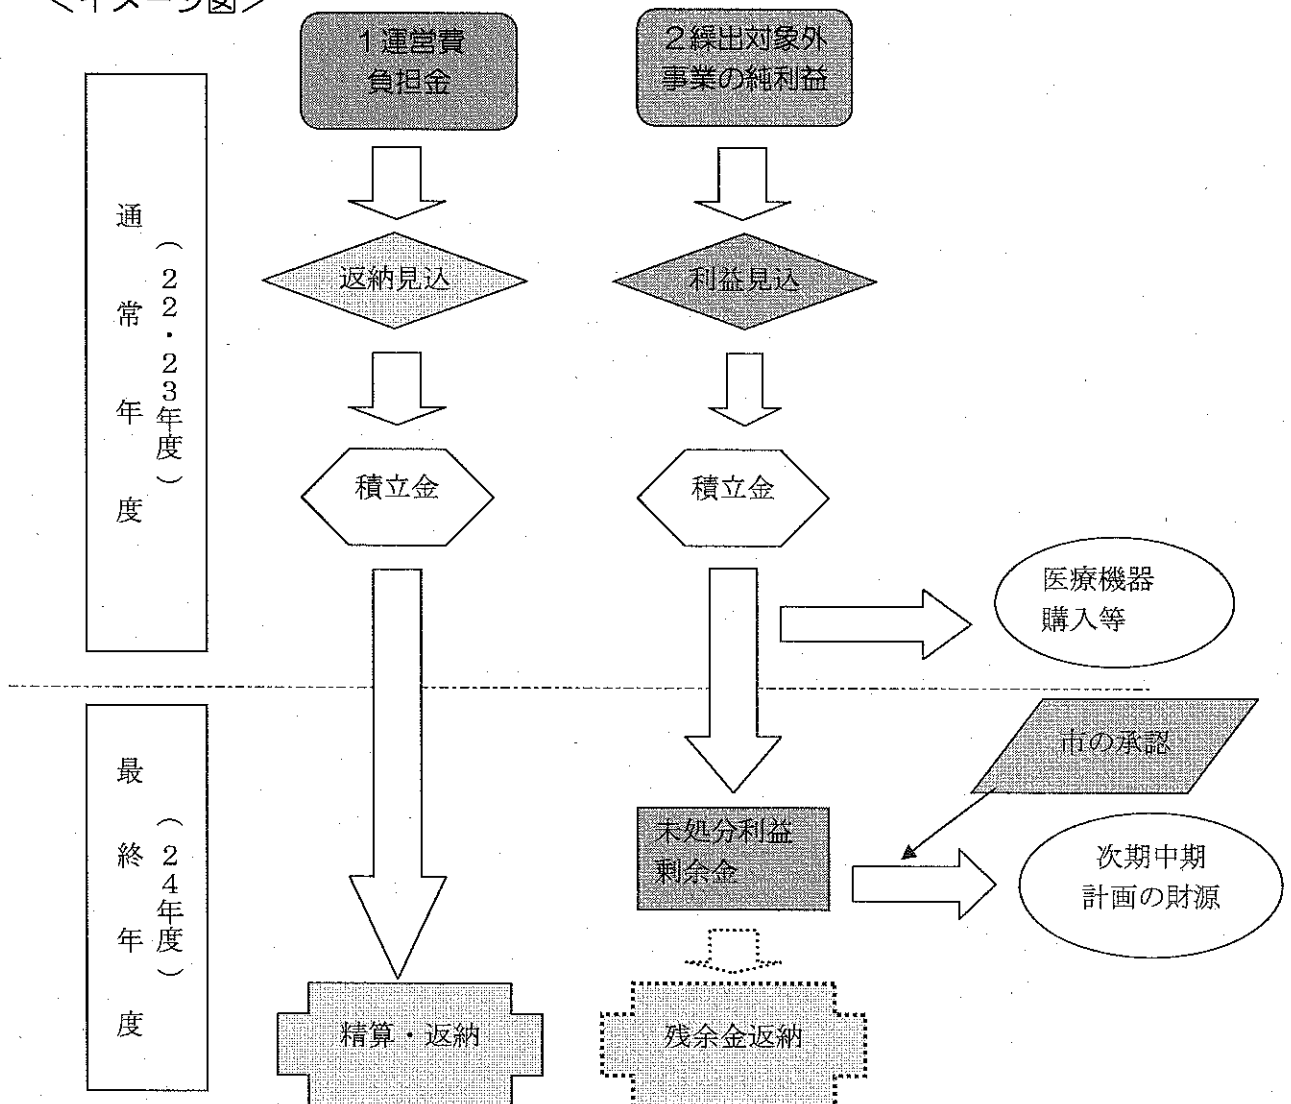 <イメージ図>
1運営費
負担金
2繰出対象外
事業の純利益
通常年度
(22・23年度)
返納見込
利益見込
積立金
積立金
医療機器
購入等
市の承認
最終年度
(24年度)
未処分利益
剰余金
次期中期
計画の財源
精算・返納
残余金返納